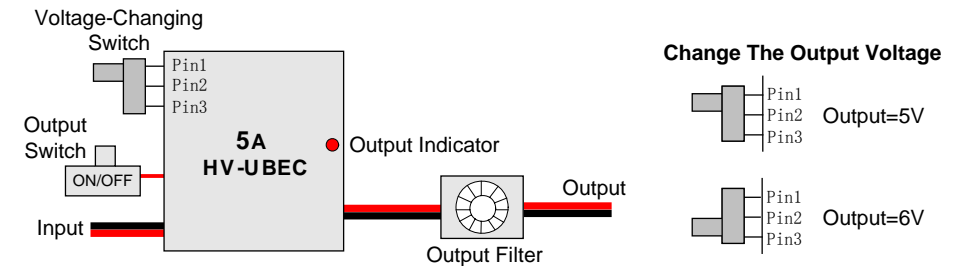 Voltage-Changing
Switch
Pin1
Pin2
Pin3
Output
Switch
ON/OFF
Input
5A
HV-UBEC
Output Indicator
Output
Output Filter
Change The Output Voltage
Pin1
Pin2
Pin3
Output=5V
Pin1
Pin2
Pin3
Output=6V